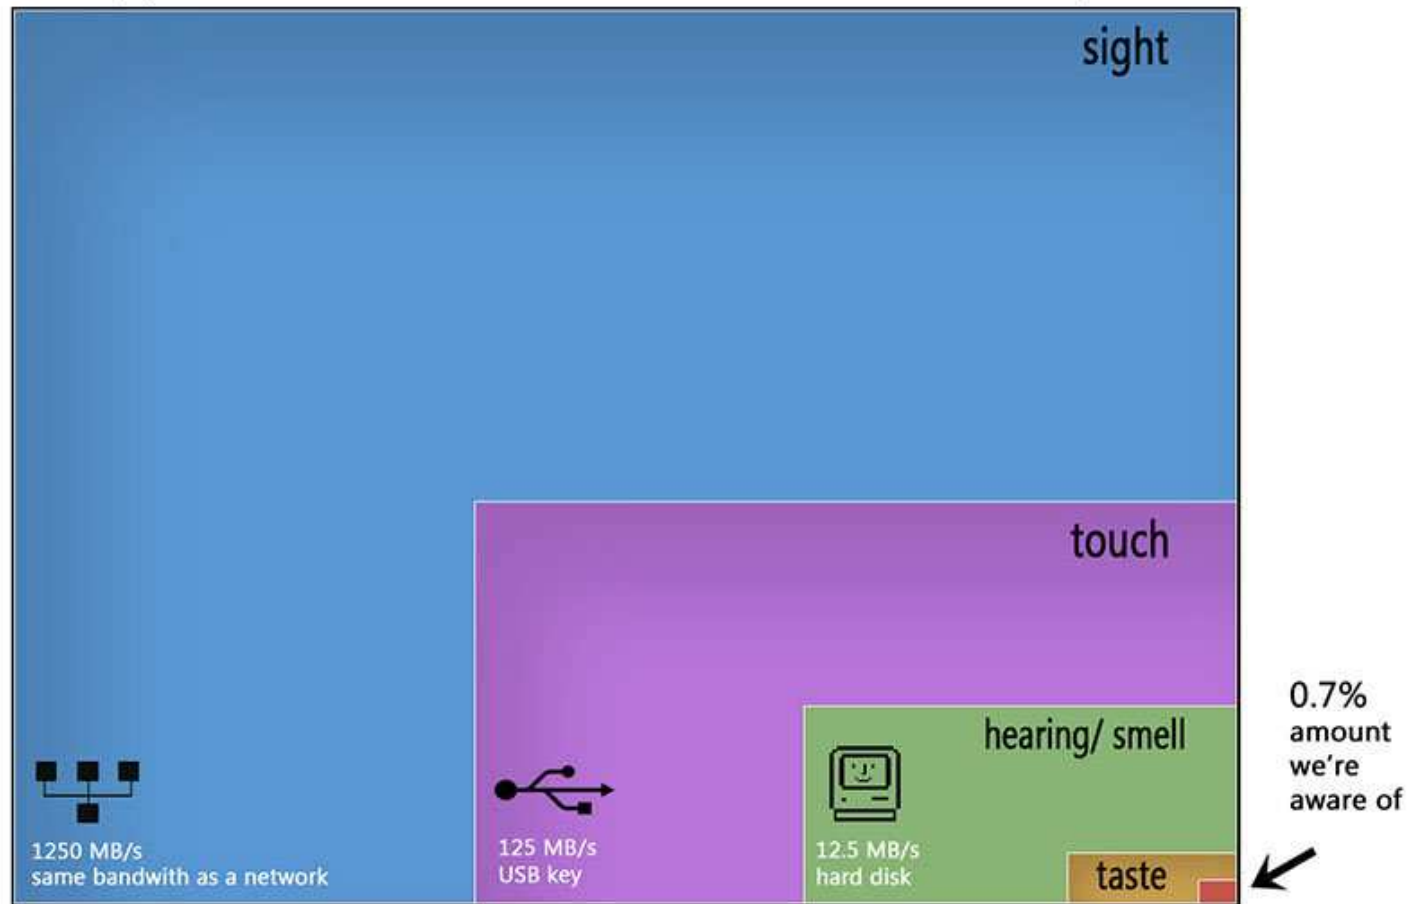 sight
touch
hearing/ smell
taste
1250 MB/s
same bandwith as a network
125 MB/s
USB key
12.5 MB/s
hard disk
0.7%
amount
we're
aware of